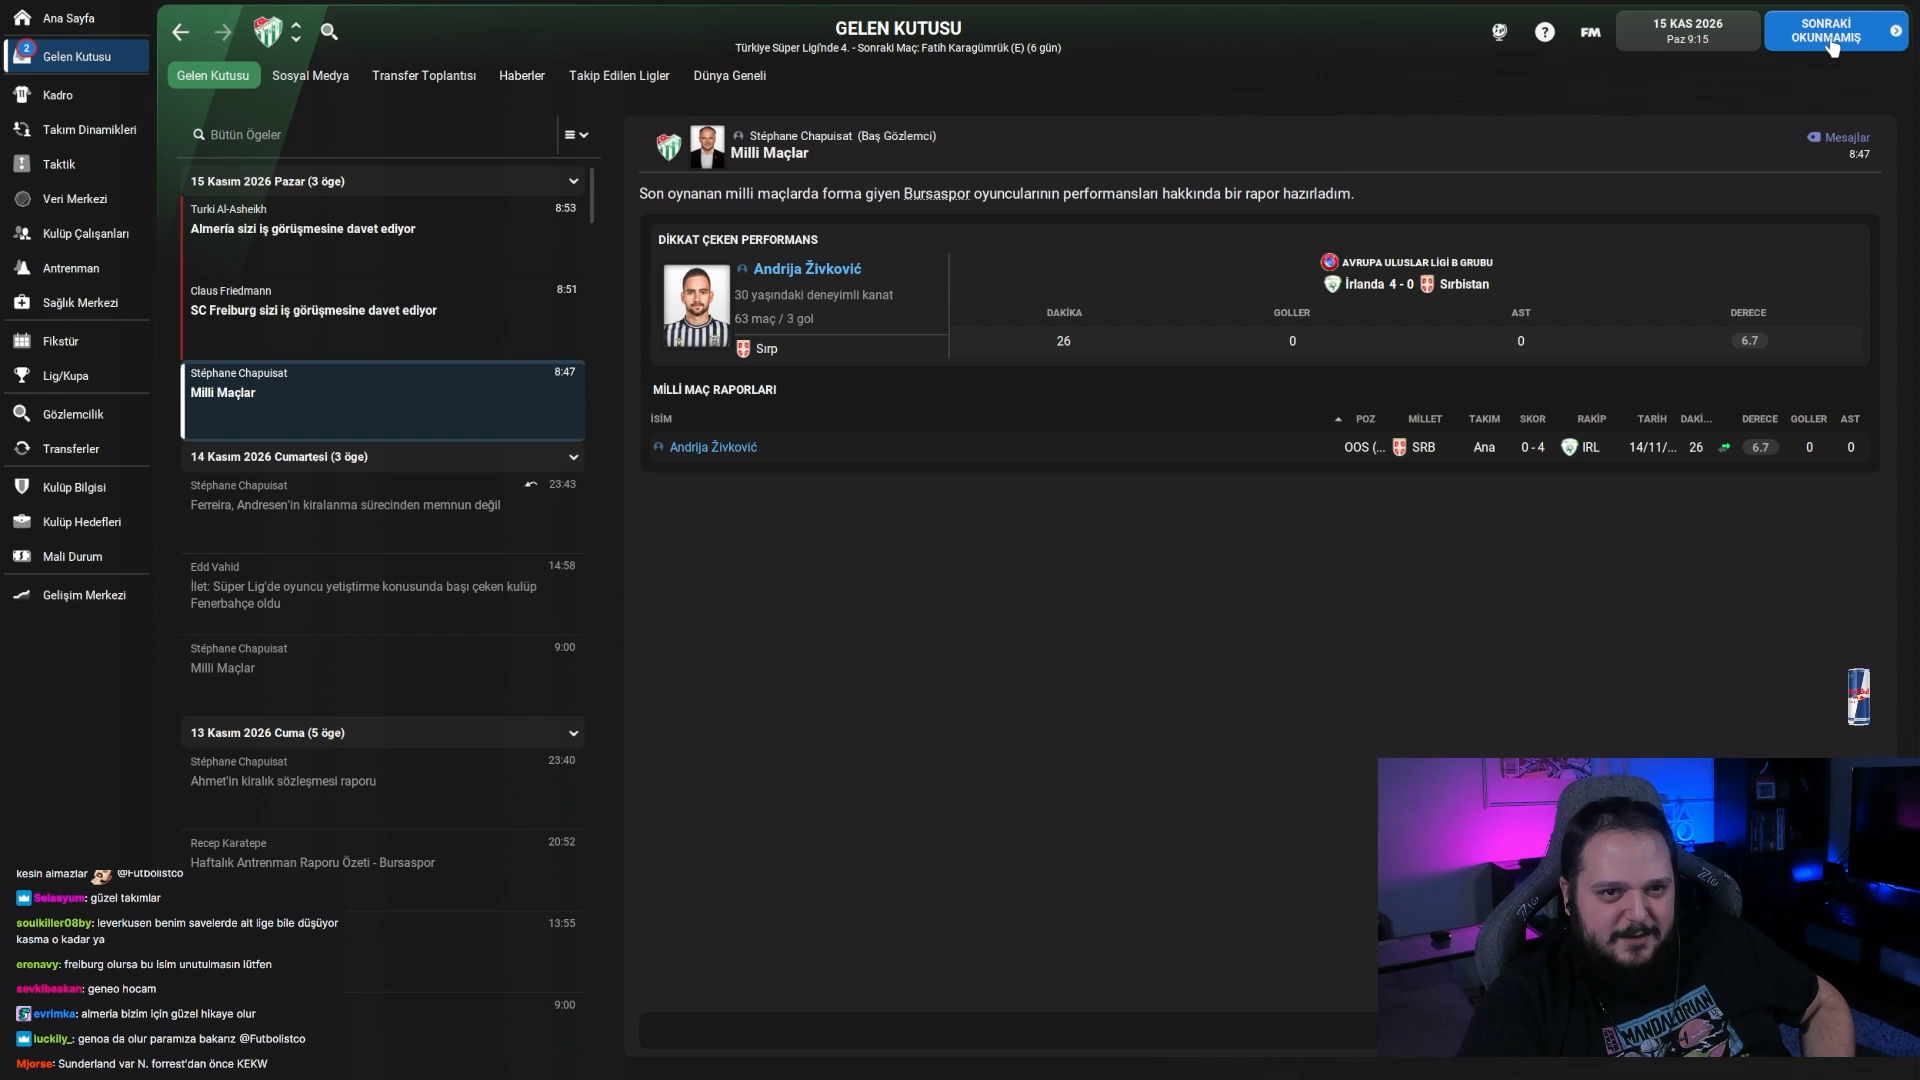 Ana Sayfa
2
Gelen Kutusu
Kadro
Takım Dinamikleri
Taktik
Veri Merkezi
Kulüp Çalışanları
Antrenman
Sağlık Merkezi
Fikstür
Lig/Kupa
Gözlemcilik
Transferler
Kulüp Bilgisi
Kulüp Hedefleri
Mali Durum
Gelişim Merkezi
GELEN KUTUSU
Türkiye Süper Ligi'nde 4. - Sonraki Maç: Fatih Karagümrük (E) (6 gün)
FM
15 KAS 2026
Paz 9:15
SONRAKİ
OKUNMAMIŞ
Gelen Kutusu Sosyal Medya Transfer Toplantısı Haberler Takip Edilen Ligler Dünya Geneli
Bütün Ögeler
15 Kasım 2026 Pazar (3 öge)
Turki Al-Asheikh 8:53
Almería sizi iş görüşmesine davet ediyor
Claus Friedmann 8:51
SC Freiburg sizi iş görüşmesine davet ediyor
Stéphane Chapuisat 8:47
Milli Maçlar
14 Kasım 2026 Cumartesi (3 öge)
Stéphane Chapuisat 23:43
Ferreira, Andresen'in kiralanma sürecinden memnun değil
Edd Vahid 14:58
İlet: Süper Lig'de oyuncu yetiştirme konusunda başı çeken kulüp
Fenerbahçe oldu
Stéphane Chapuisat 9:00
Milli Maçlar
13 Kasım 2026 Cuma (5 öge)
Stéphane Chapuisat 23:40
Ahmet'in kiralık sözleşmesi raporu
Recep Karatepe 20:52
Haftalık Antrenman Raporu Özeti - Bursaspor
13:55
9:00
Stéphane Chapuisat (Baş Gözlemci)
Milli Maçlar
Mesajlar
8:47
Son oynanan milli maçlarda forma giyen Bursaspor oyuncularının performansları hakkında bir rapor hazırladım.
DİKKAT ÇEKEN PERFORMANS
Andrija Živković
30 yaşındaki deneyimli kanat
63 maç / 3 gol
Sırp
AVRUPA ULUSLAR LİGİ B GRUBU
İrlanda 4 - 0 Sırbistan
DAKİKA GOLLER AST DERECE
26 0 0 6.7
MİLLİ MAÇ RAPORLARI
İSİM POZ MİLLET TAKIM SKOR RAKİP TARİH DAKİ... DERECE GOLLER AST
Andrija Živković OOS (... SRB Ana 0 - 4 IRL 14/11/... 26 6.7 0 0
kesin almazlar @Futbolistco
Selasyum: güzel takımlar
soulkiller08by: leverkusen benim savelerde alt lige bile düşüyor
kasma o kadar ya
erenavy: freiburg olursa bu isim unutulmasın lütfen
sevkibaskan: geneo hocam
evrimka: almeria bizim için güzel hikaye olur
luckily_: genoa da olur paramıza bakarız @Futbolistco
Mjorse: Sunderland var N. forrest'dan önce KEKW
MANDALORIAN